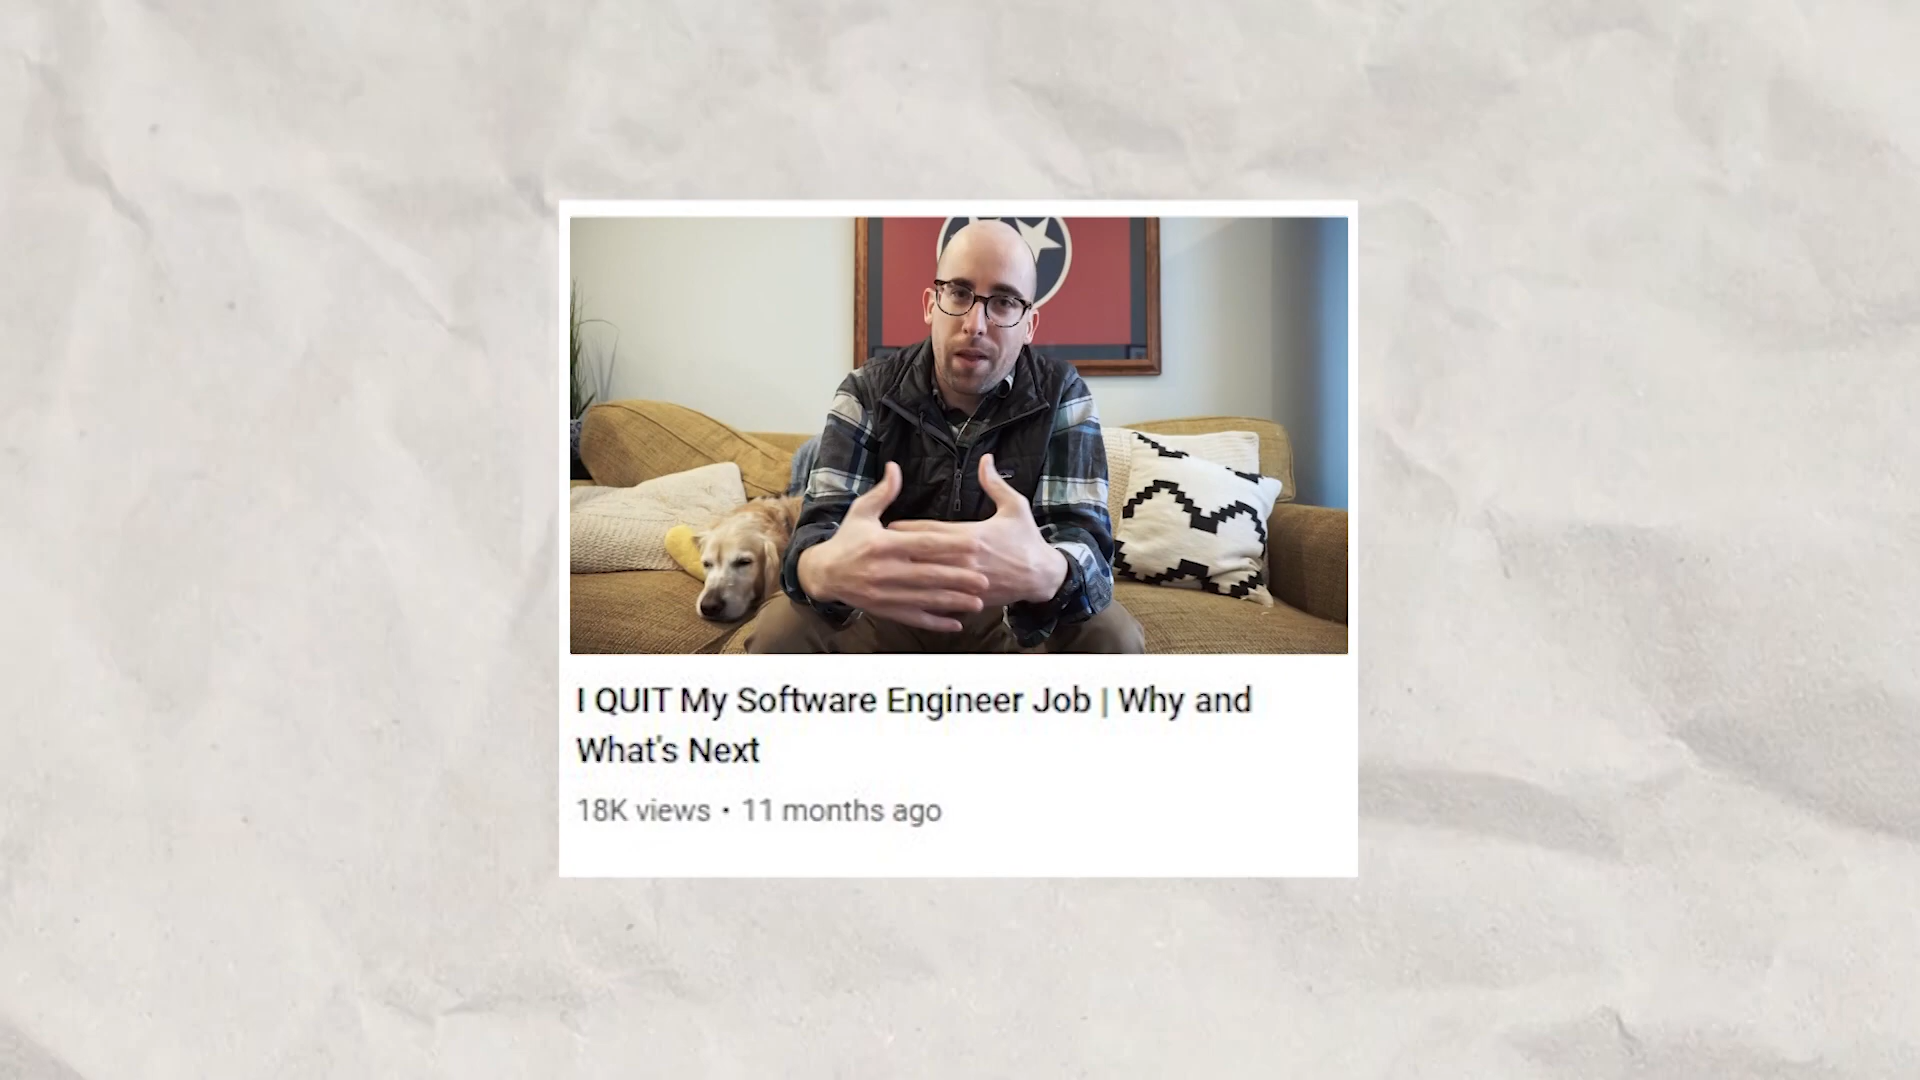 I QUIT My Software Engineer Job | Why and
What's Next
18K views • 11 months ago